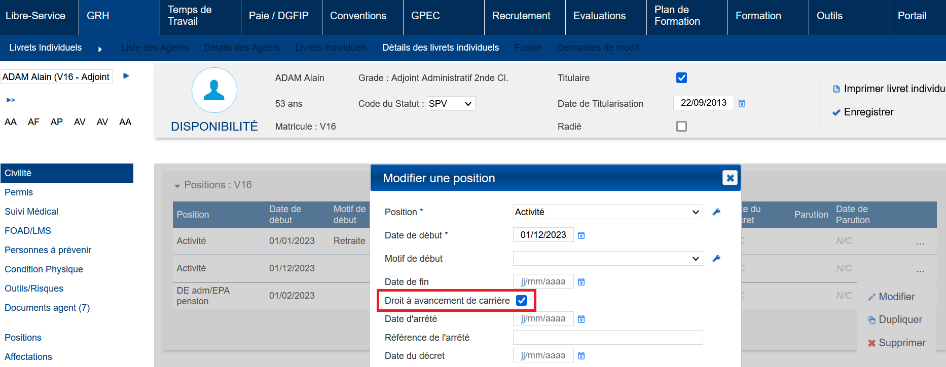 Libre-Service GRH Temps de Travail Paie / DGFIP Conventions GPEC Recrutement Evaluations Plan de Formation Formation Outils Portail
Livrets Individuels Liste des Agents Détails des Agents Livrets individuels Détails des livrets individuels Fusion Demandes de modif.
ADAM Alain (V16 - Adjoint
AA AF AP AV AV AA
DISPONIBILITÉ
ADAM Alain Grade : Adjoint Administratif 2nde Cl. Titulaire
53 ans Code du Statut : SPV Date de Titularisation 22/09/2013
Matricule : V16 Radié
Imprimer livret individu
Enregistrer
Civilité
Permis
Suivi Médical
FOAD/LMS
Personnes à prévenir
Condition Physique
Outils/Risques
Documents agent (7)
Positions
Affectations
Positions : V16
Position Date de début Motif de début
Parution Date de Parution
Activité 01/01/2023 Retraite N/C ...
Activité 01/12/2023 N/C ...
DE adm/EPA pension 01/02/2023 N/C
Modifier
Dupliquer
Supprimer
Modifier une position
Position * Activité
Date de début * 01/12/2023
Motif de début
Date de fin jj/mm/aaaa
Droit à avancement de carrière
Date d'arrêté jj/mm/aaaa
Référence de l'arrêté
Date du décret jj/mm/aaaa